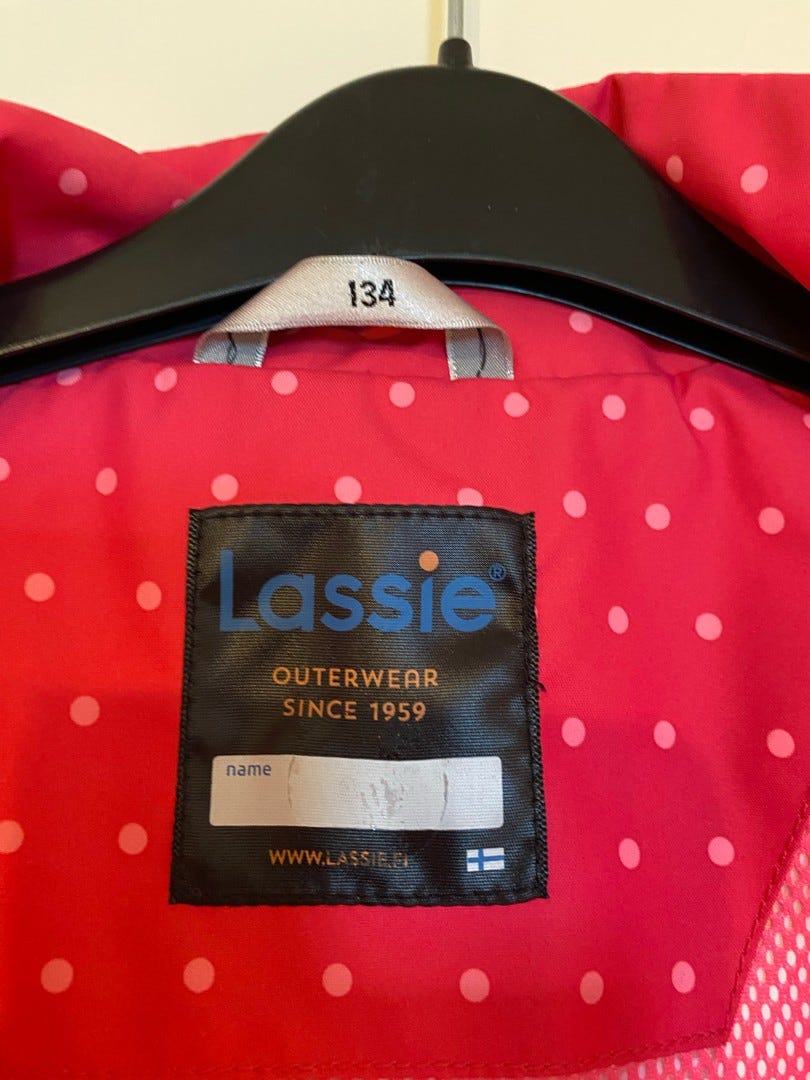 134
Lassie®
OUTERWEAR
SINCE 1959
name
WWW.LASSIE.FI